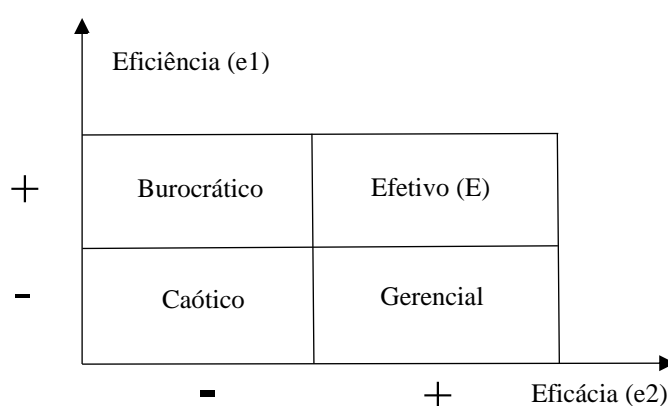 Eficiência (e1)
+ Burocrático Efetivo (E)
- Caótico Gerencial
- + Eficácia (e2)